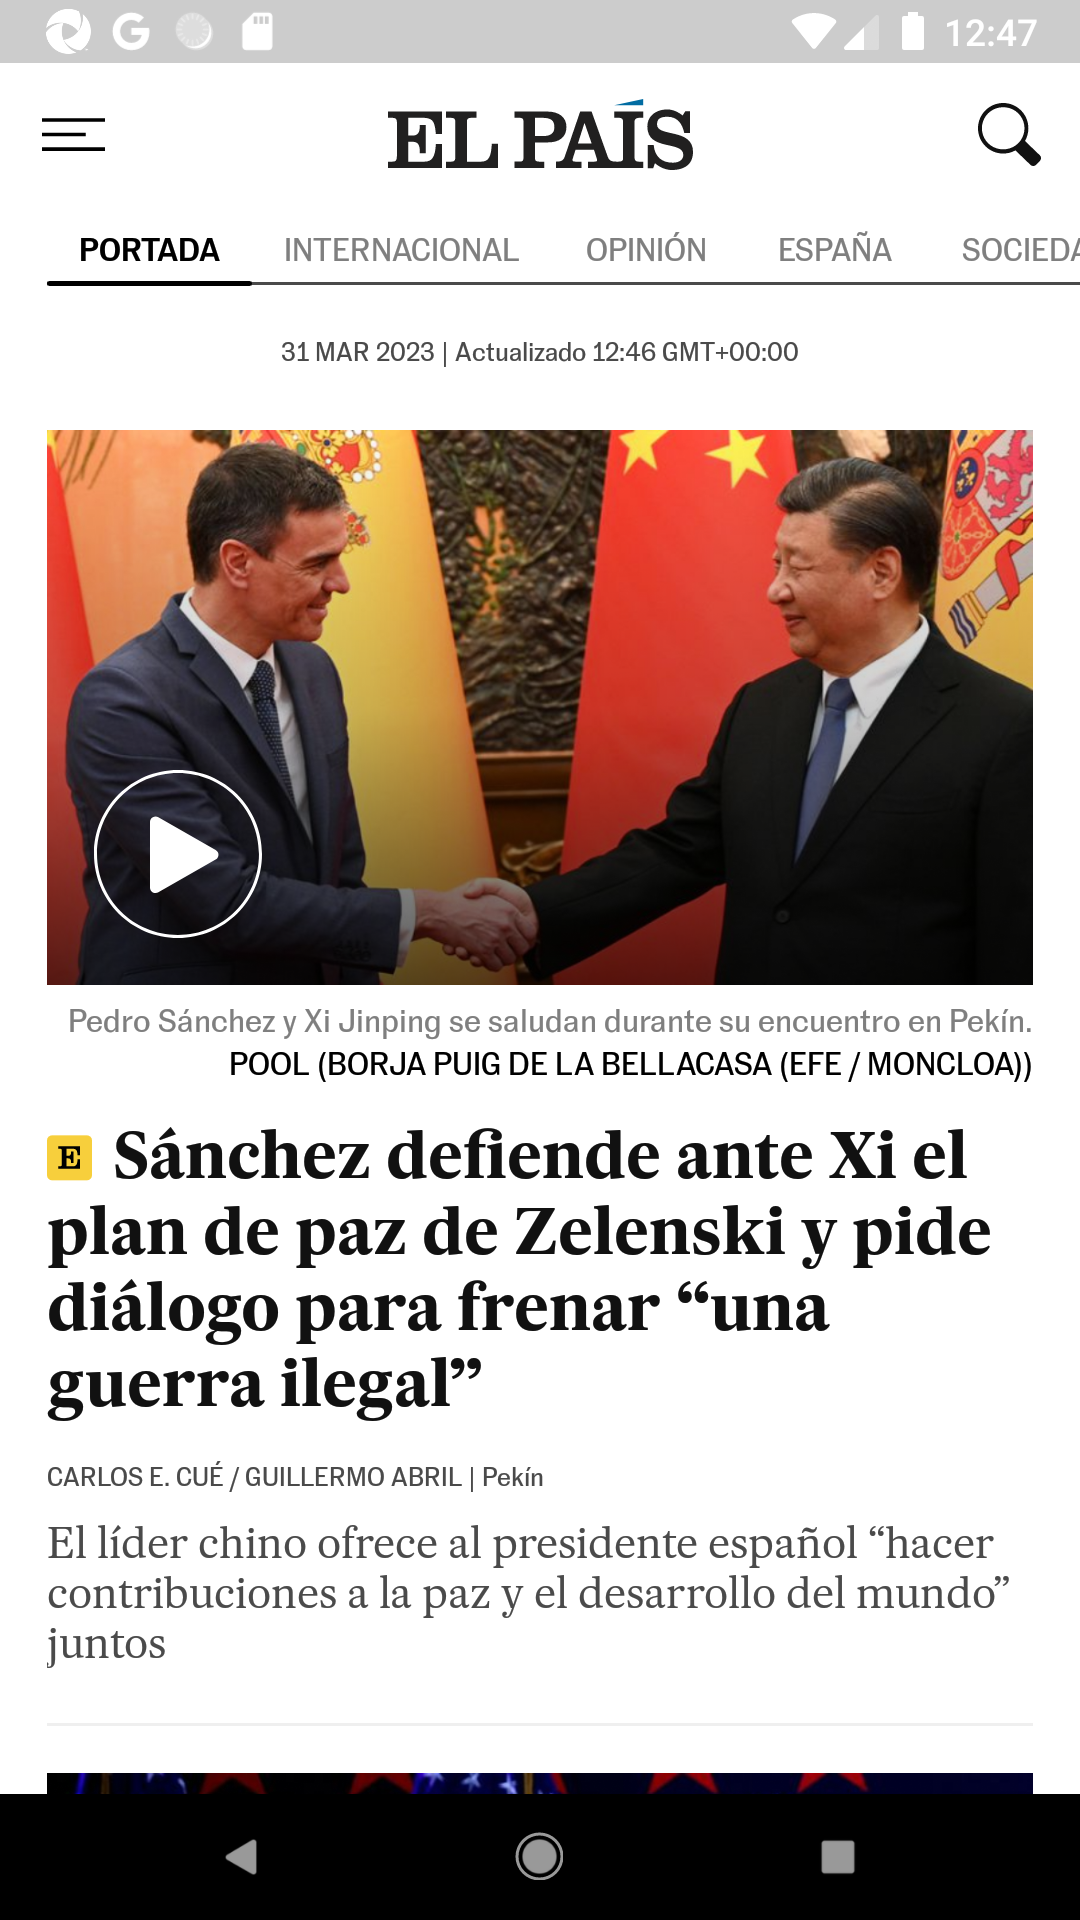 12:47
EL PAÍS
PORTADA INTERNACIONAL OPINIÓN ESPAÑA
31 MAR 2023 | Actualizado 12:46 GMT+00:00
Pedro Sánchez y Xi Jinping se saludan durante su encuentro en Pekín.
POOL (BORJA PUIG DE LA BELLACASA (EFE / MONCLOA))
E Sánchez defiende ante Xi el
plan de paz de Zelenski y pide
diálogo para frenar “una
guerra ilegal”
CARLOS E. CUÉ / GUILLERMO ABRIL | Pekín
El líder chino ofrece al presidente español “hacer
contribuciones a la paz y el desarrollo del mundo”
juntos